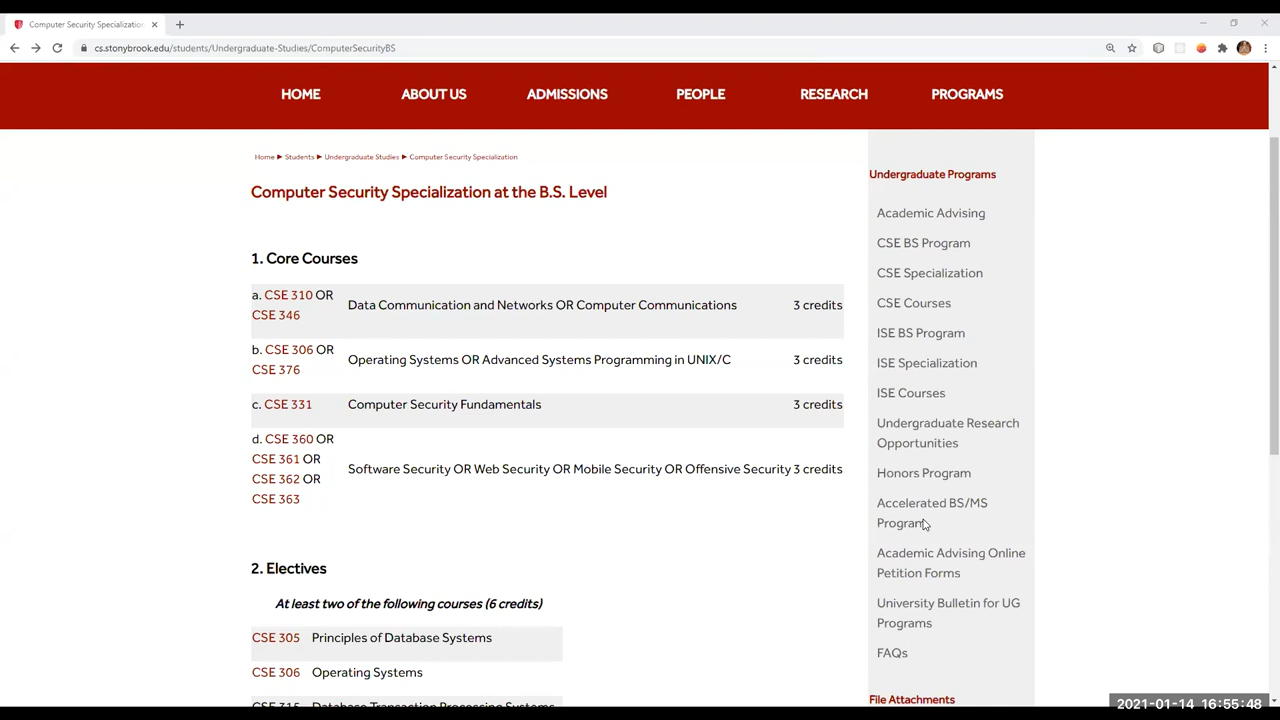 Computer Security Specialization
cs.stonybrook.edu/students/Undergraduate-Studies/ComputerSecurityBS
HOME ABOUT US ADMISSIONS PEOPLE RESEARCH PROGRAMS
Home ▶ Students ▶ Undergraduate Studies ▶ Computer Security Specialization
Computer Security Specialization at the B.S. Level
1. Core Courses
a. CSE 310 OR
CSE 346
Data Communication and Networks OR Computer Communications 3 credits
b. CSE 306 OR
CSE 376
Operating Systems OR Advanced Systems Programming in UNIX/C 3 credits
c. CSE 331 Computer Security Fundamentals 3 credits
d. CSE 360 OR
CSE 361 OR
CSE 362 OR
CSE 363
Software Security OR Web Security OR Mobile Security OR Offensive Security 3 credits
2. Electives
At least two of the following courses (6 credits)
CSE 305 Principles of Database Systems
CSE 306 Operating Systems
CSE 315 Database Transaction Processing Systems
Undergraduate Programs
Academic Advising
CSE BS Program
CSE Specialization
CSE Courses
ISE BS Program
ISE Specialization
ISE Courses
Undergraduate Research
Opportunities
Honors Program
Accelerated BS/MS
Program
Academic Advising Online
Petition Forms
University Bulletin for UG
Programs
FAQs
File Attachments
2021-01-14 16:55:48